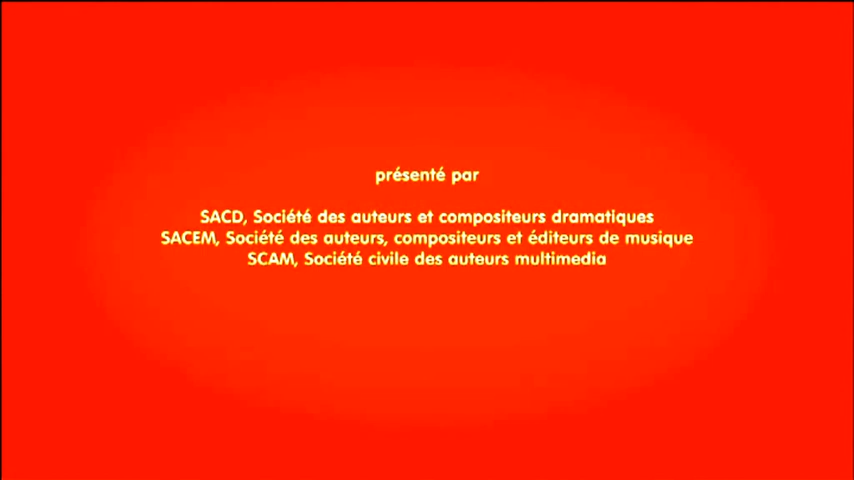 présenté par
SACD, Société des auteurs et compositeurs dramatiques
SACEM, Société des auteurs, compositeurs et éditeurs de musique
SCAM, Société civile des auteurs multimedia